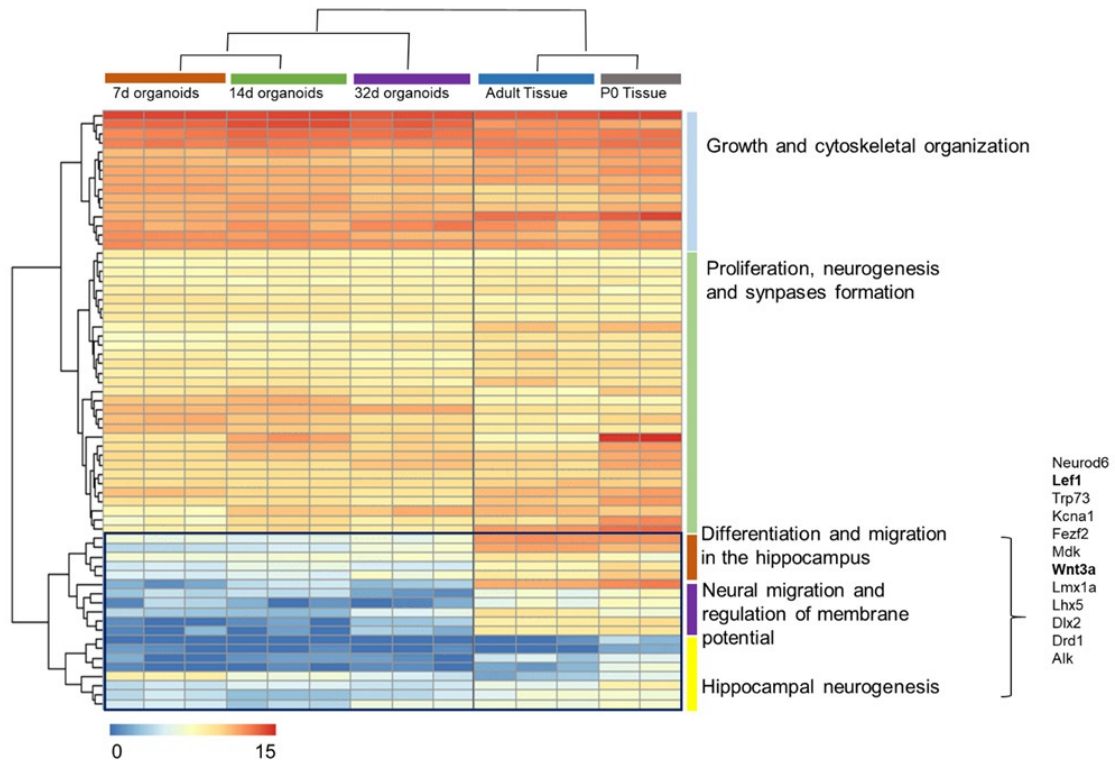 7d organoids
14d organoids
32d organoids
Adult Tissue
P0 Tissue
Growth and cytoskeletal organization
Proliferation, neurogenesis
and synpases formation
Differentiation and migration
in the hippocampus
Neural migration and
regulation of membrane
potential
Hippocampal neurogenesis
Neurod6
Lef1
Trp73
Kcna1
Fezf2
Mdk
Wnt3a
Lmx1a
Lhx5
Dlx2
Drd1
Alk
0
15